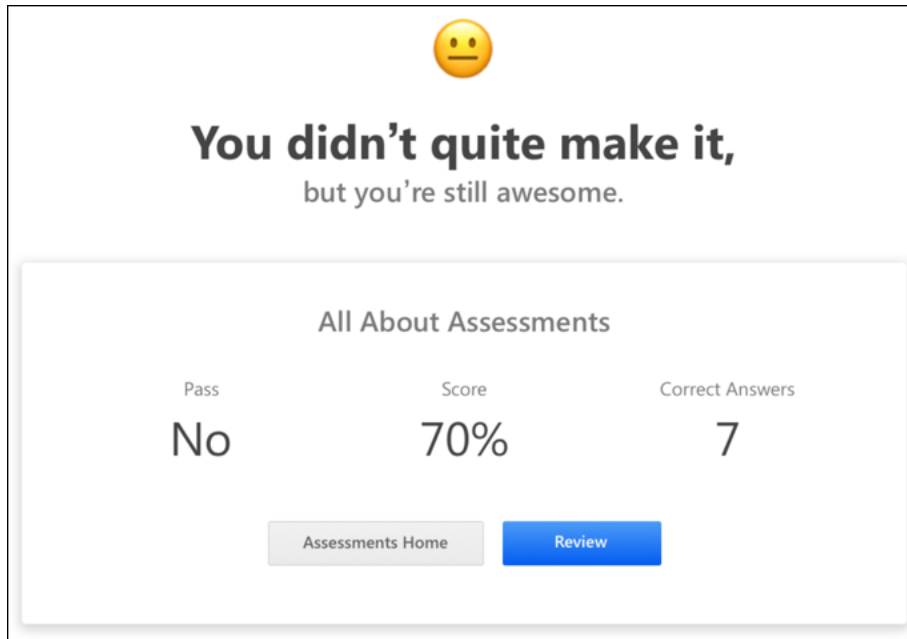 You didn’t quite make it,
but you’re still awesome.
All About Assessments
Pass
Score
Correct Answers
No
70%
7
Assessments Home
Review